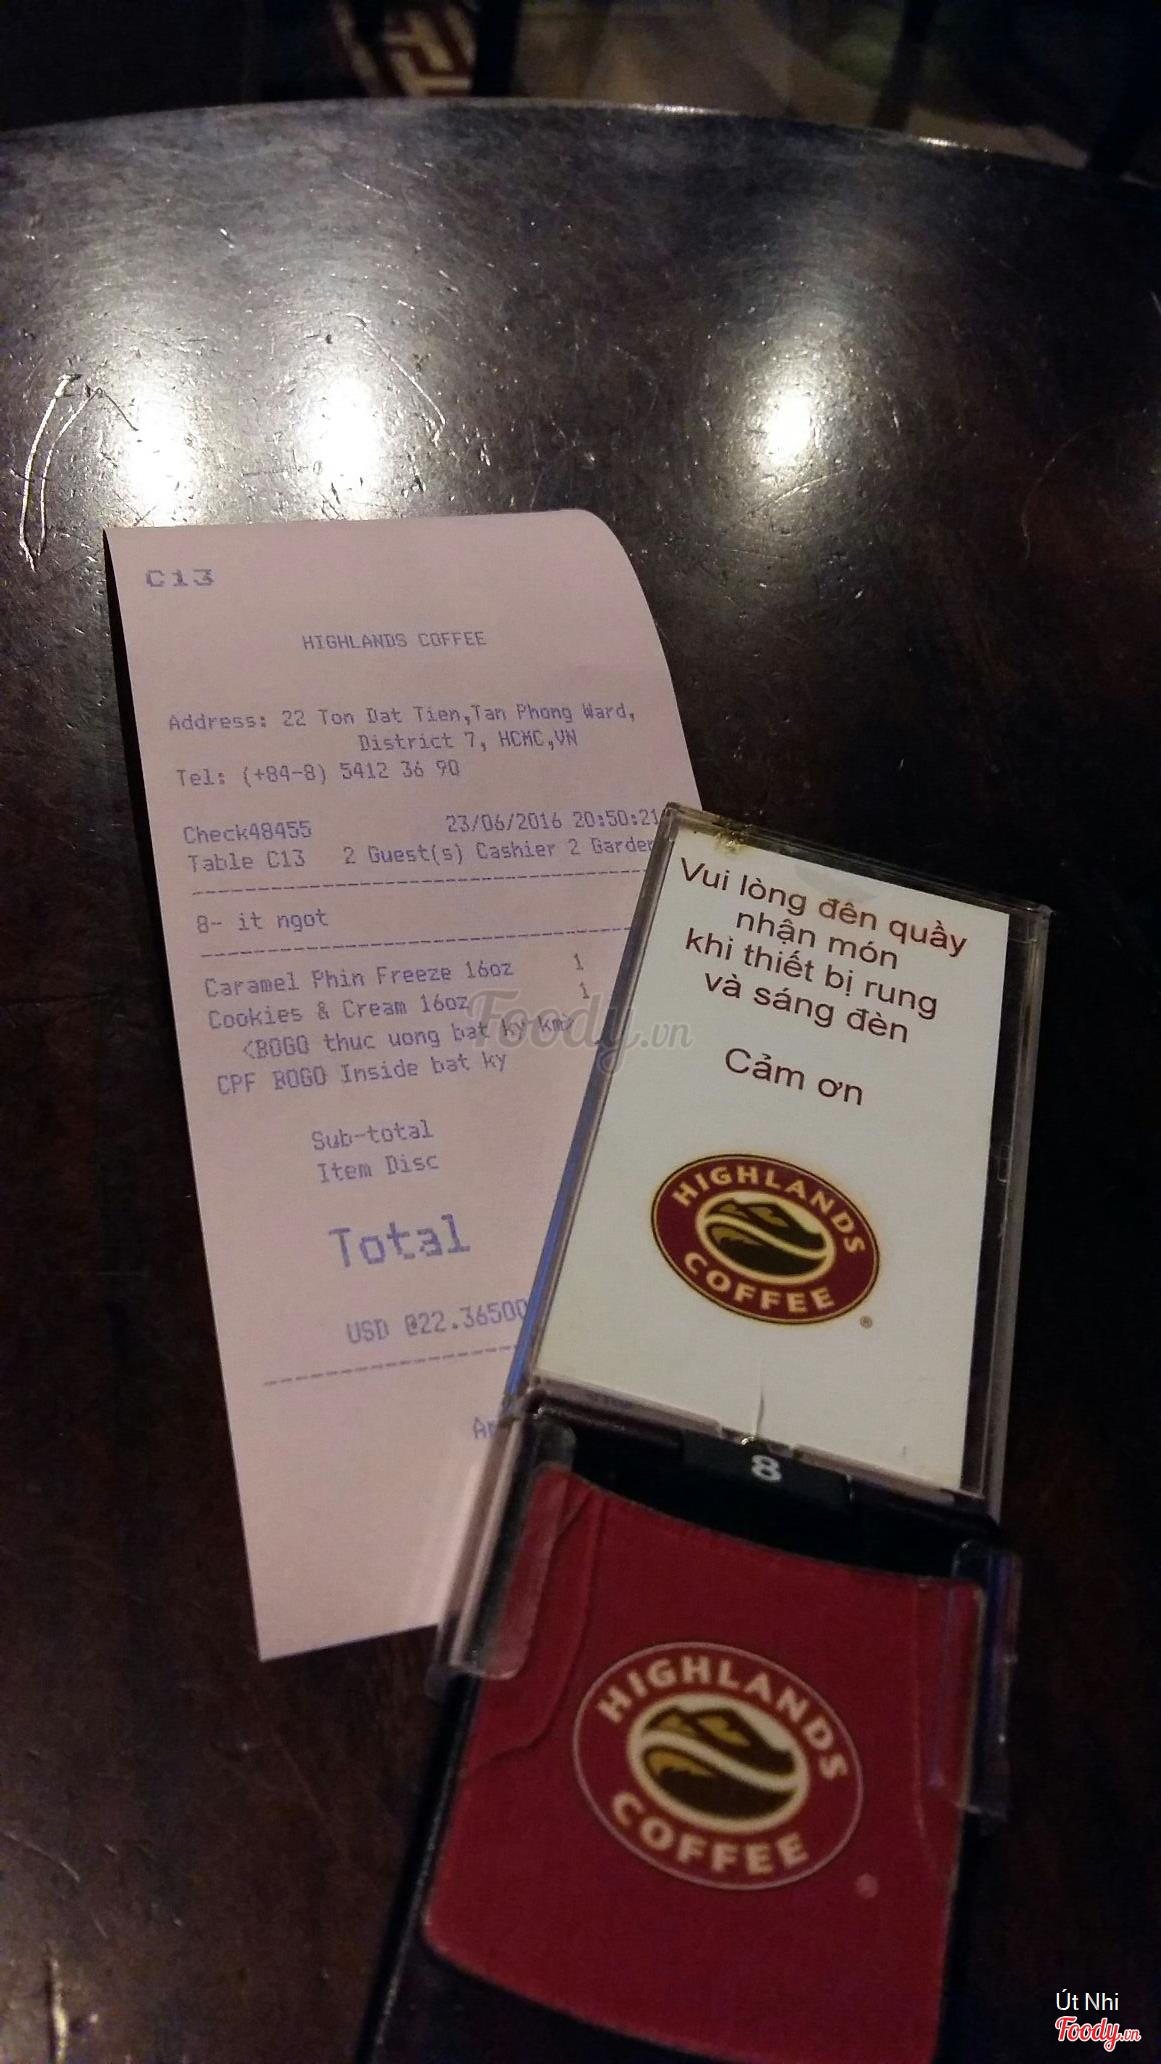 C13
HIGHLANDS COFFEE
Address: 22 Ton Dat Tien,Tan Phong Ward,
District 7, HCMC,VN
Tel: (+84-8) 5412 36 90
Check48455 23/06/2016 20:50:21
Table C13 2 Guest(s) Cashier 2 Garden
8- it ngot
Caramel Phin Freeze 16oz 1
Cookies & Cream 16oz 1
<BOGO thuc uong bat ky km>
CPF BOGO Inside bat ky
Sub-total
Item Disc
Total
USD @22.36500
Vui lòng đến quầy
nhận món
khi thiết bị rung
và sáng đèn
Cảm ơn
HIGHLANDS
COFFEE
®
8
HIGHLANDS
COFFEE
Foody.vn
Út Nhi
Foody.vn